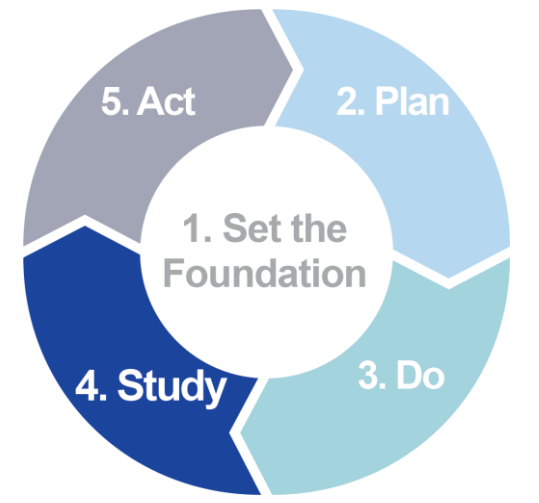 1. Set the
Foundation
2. Plan
3. Do
4. Study
5. Act